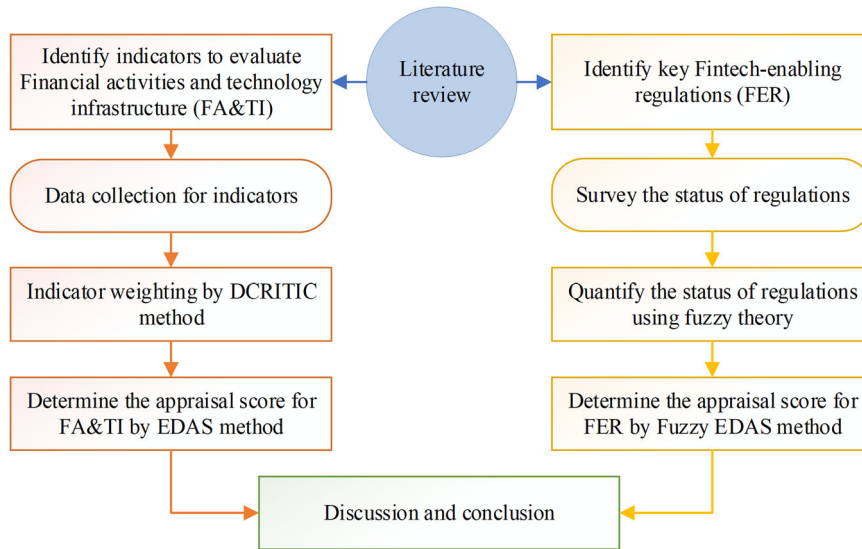 Identify indicators to evaluate
Financial activities and technology
infrastructure (FA&TI)
Literature
review
Identify key Fintech-enabling
regulations (FER)
Data collection for indicators
Survey the status of regulations
Indicator weighting by DCRITIC
method
Quantify the status of regulations
using fuzzy theory
Determine the appraisal score for
FA&TI by EDAS method
Determine the appraisal score for
FER by Fuzzy EDAS method
Discussion and conclusion